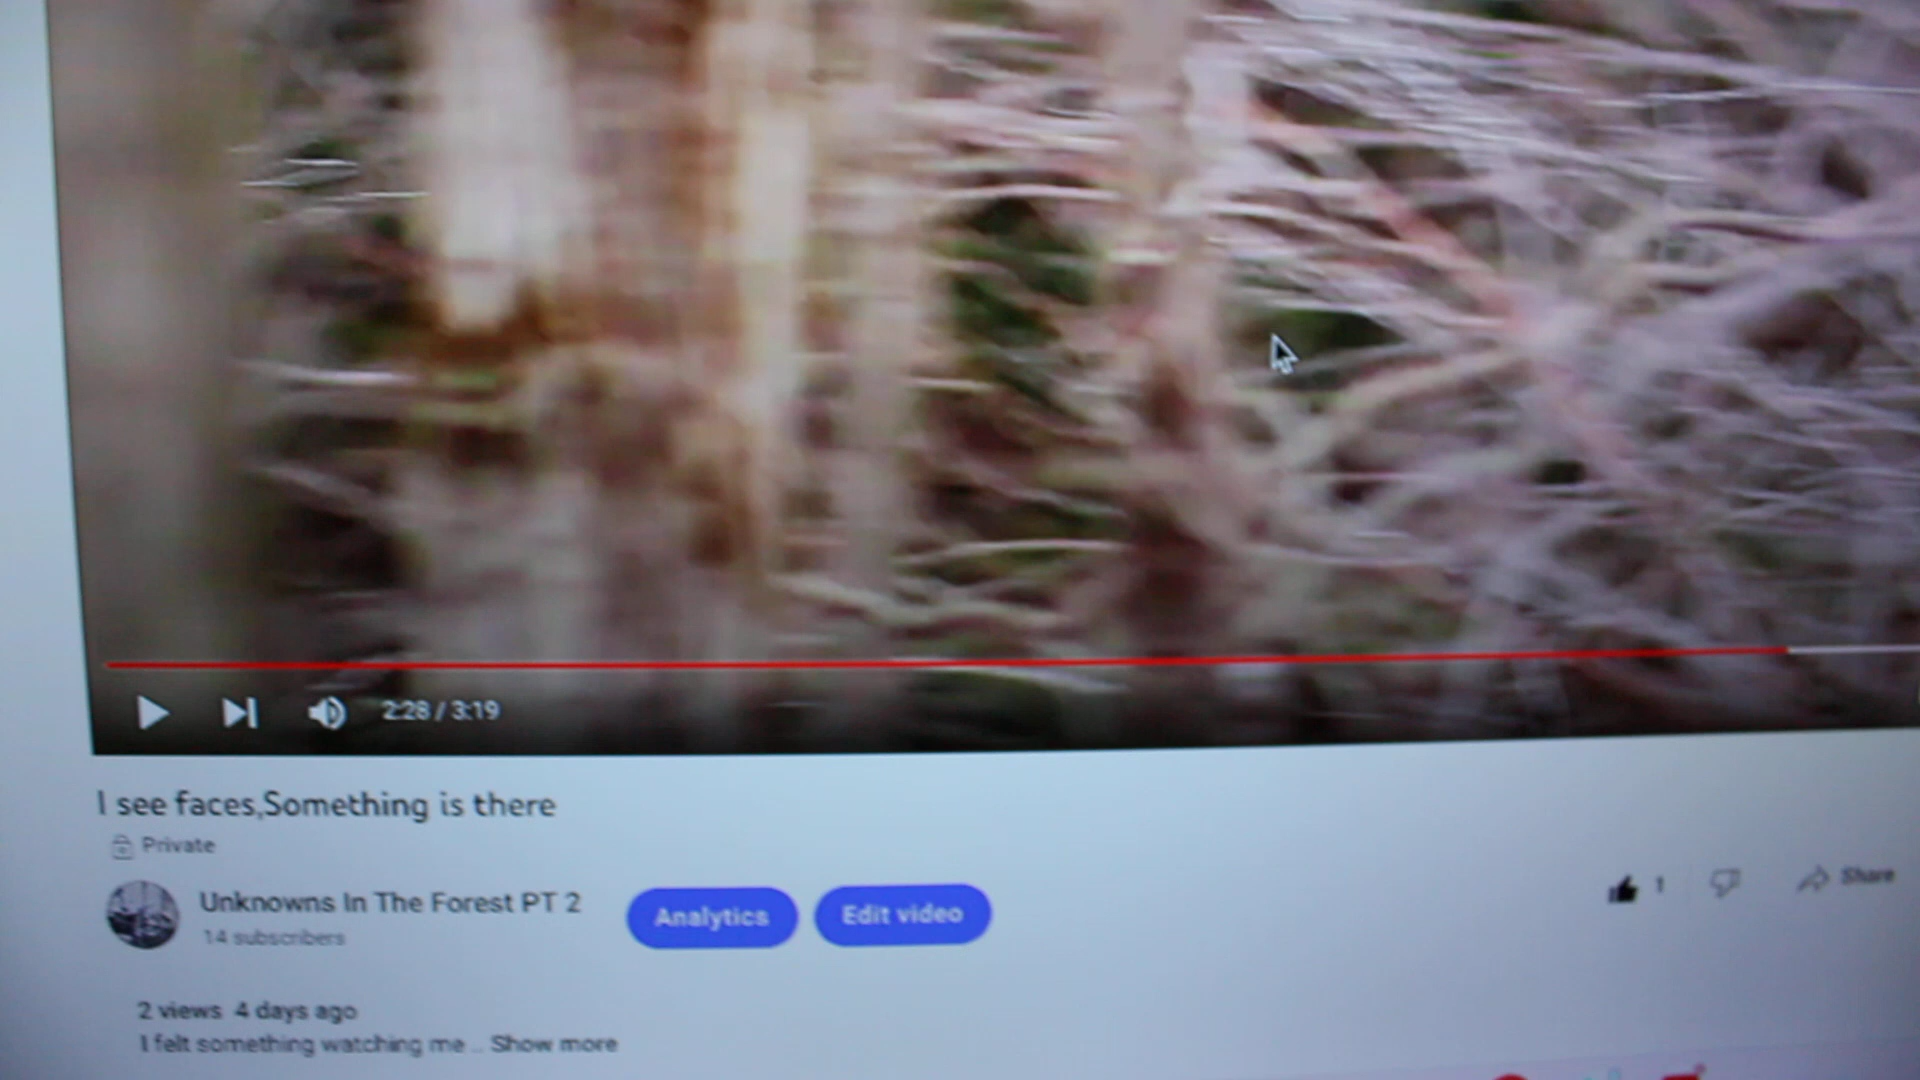 2:28 / 3:19
I see faces,Something is there
Private
Unknowns In The Forest PT 2
14 subscribers
Analytics
Edit video
1
Share
2 views 4 days ago
I felt something watching me ... Show more